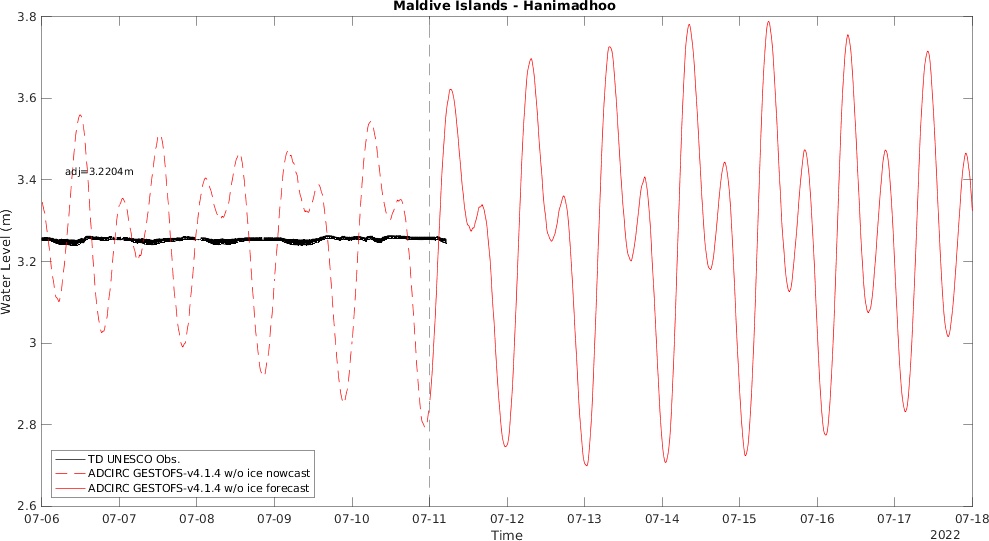 Maldive Islands - Hanimadhoo
3.8
3.6
3.4
3.2
3
2.8
2.6
Water Level (m)
adj=3.2204m
TD UNESCO Obs.
ADCIRC GESTOFS-v4.1.4 w/o ice nowcast
ADCIRC GESTOFS-v4.1.4 w/o ice forecast
07-06 07-07 07-08 07-09 07-10 07-11 07-12 07-13 07-14 07-15 07-16 07-17 07-18
Time
2022